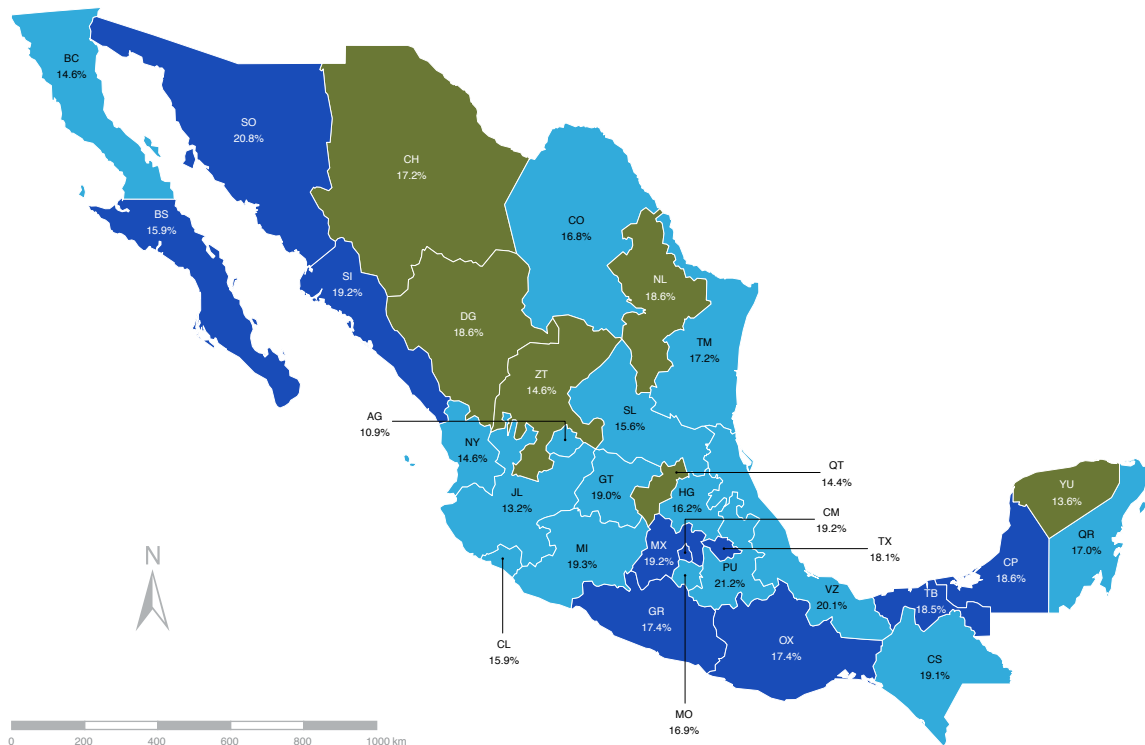 BC
14.6%
SO
20.8%
CH
17.2%
BS
15.9%
CO
16.8%
SI
19.2%
NL
18.6%
DG
18.6%
TM
17.2%
ZT
14.6%
AG
10.9%
SL
15.6%
NY
14.6%
QT
14.4%
GT
19.0%
JL
13.2%
HG
16.2%
YU
13.6%
CM
19.2%
QR
17.0%
TX
18.1%
MI
19.3%
MX
19.2%
PU
21.2%
CP
18.6%
VZ
20.1%
TB
18.5%
N
GR
17.4%
OX
17.4%
CL
15.9%
CS
19.1%
MO
16.9%
0 200 400 600 800 1000 km